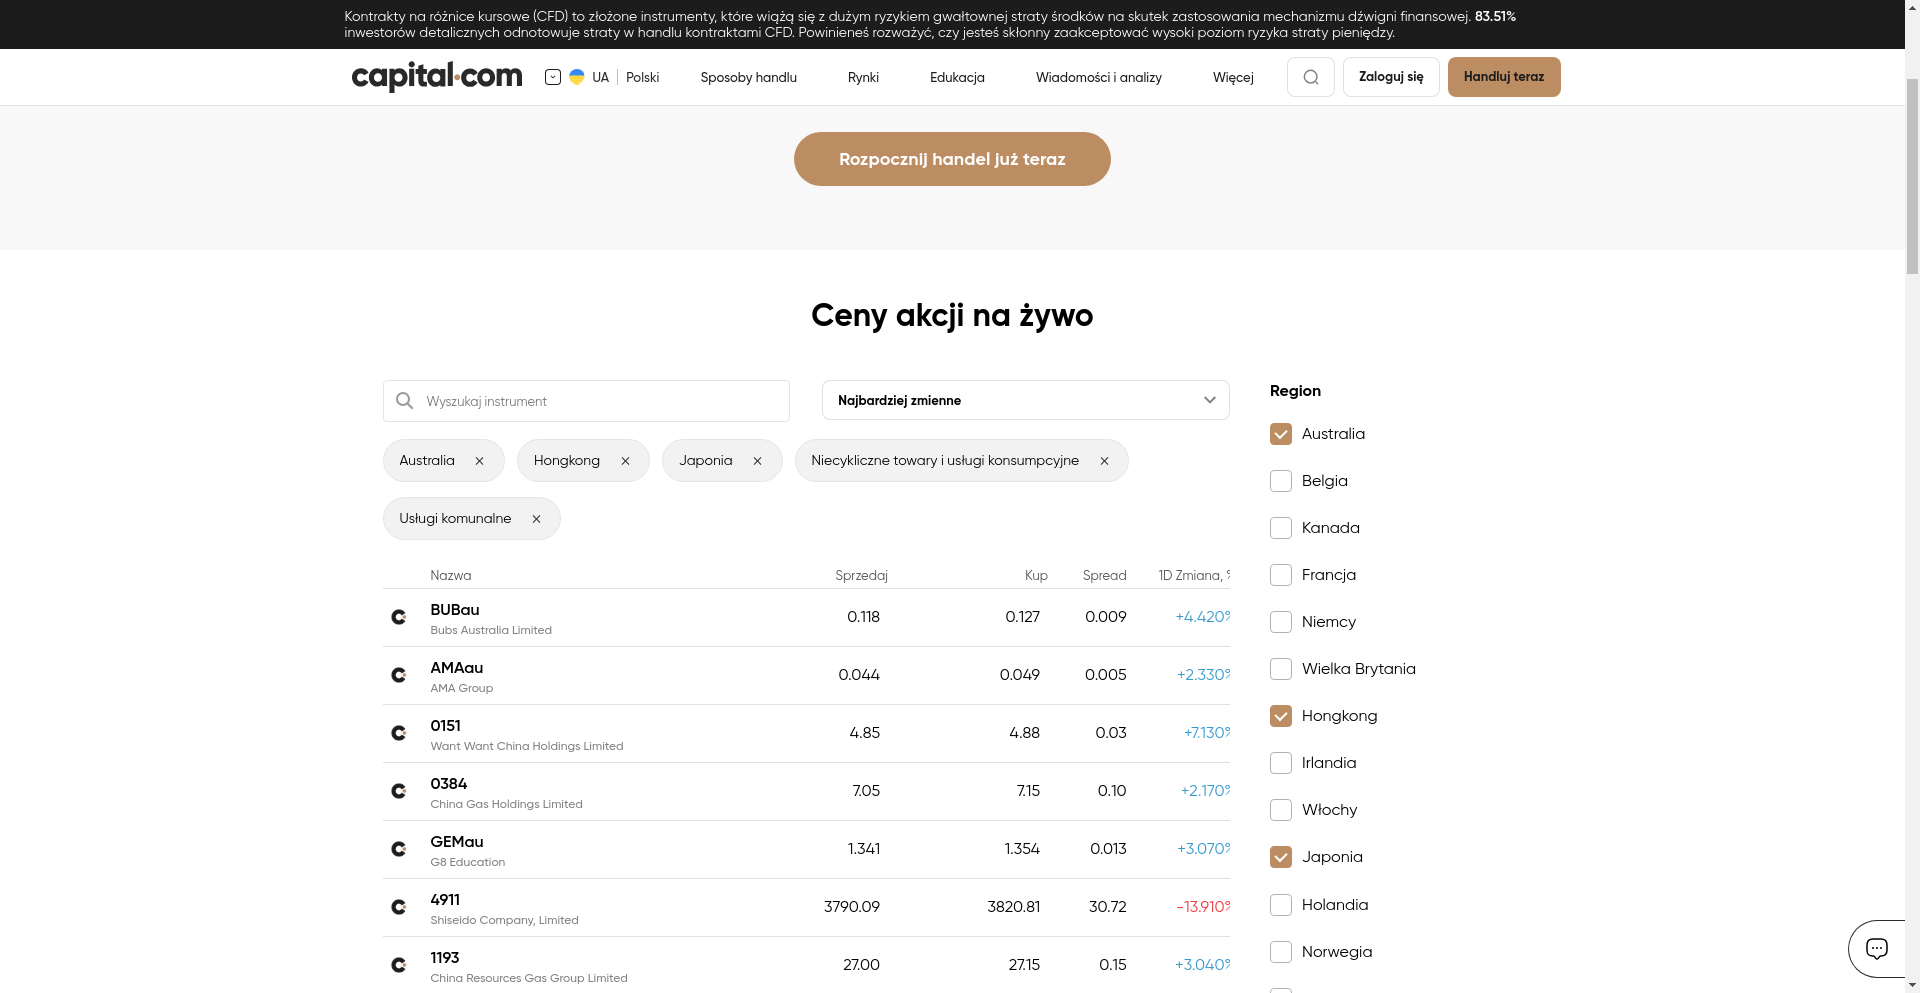 Kontrakty na różnice kursowe (CFD) to złożone instrumenty, które wiążą się z dużym ryzykiem gwałtownej straty środków na skutek zastosowania mechanizmu dźwigni finansowej. 83.51%
inwestorów detalicznych odnotowuje straty w handlu kontraktami CFD. Powinieneś rozważyć, czy jesteś skłonny zaakceptować wysoki poziom ryzyka straty pieniędzy.
capital.com UA Polski Sposoby handlu Rynki Edukacja Wiadomości i analizy Więcej Zaloguj się Handluj teraz
Rozpocznij handel już teraz
Ceny akcji na żywo
Wyszukaj instrument
Najbardziej zmienne
Australia Hongkong Japonia Niecykliczne towary i usługi konsumpcyjne
Usługi komunalne
Nazwa Sprzedaj Kup Spread 1D Zmiana, %
BUBau 0.118 0.127 0.009 +4.420%
Bubs Australia Limited
AMAau 0.044 0.049 0.005 +2.330%
AMA Group
0151 4.85 4.88 0.03 +7.130%
Want Want China Holdings Limited
0384 7.05 7.15 0.10 +2.170%
China Gas Holdings Limited
GEMau 1.341 1.354 0.013 +3.070%
G8 Education
4911 3790.09 3820.81 30.72 -13.910%
Shiseido Company, Limited
1193 27.00 27.15 0.15 +3.040%
China Resources Gas Group Limited
Region
Australia
Belgia
Kanada
Francja
Niemcy
Wielka Brytania
Hongkong
Irlandia
Włochy
Japonia
Holandia
Norwegia